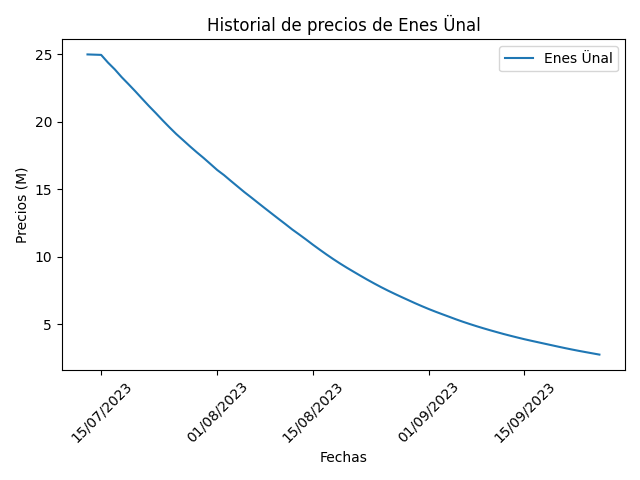 Historial de precios de Enes Ünal
Enes Ünal
Precios (M)
25
20
15
10
5
15/07/2023
01/08/2023
15/08/2023
01/09/2023
15/09/2023
Fechas